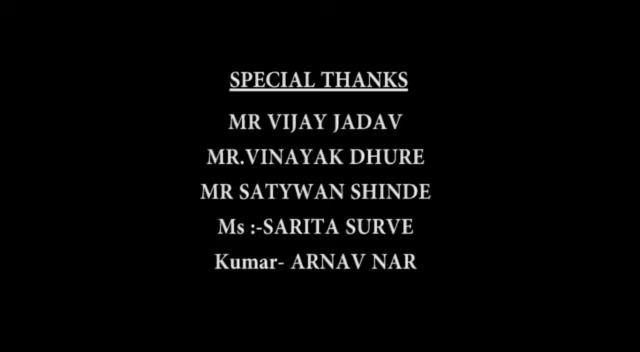 SPECIAL THANKS
MR VIJAY JADAV
MR.VINAYAK DHURE
MR SATYWAN SHINDE
Ms :-SARITA SURVE
Kumar- ARNAV NAR